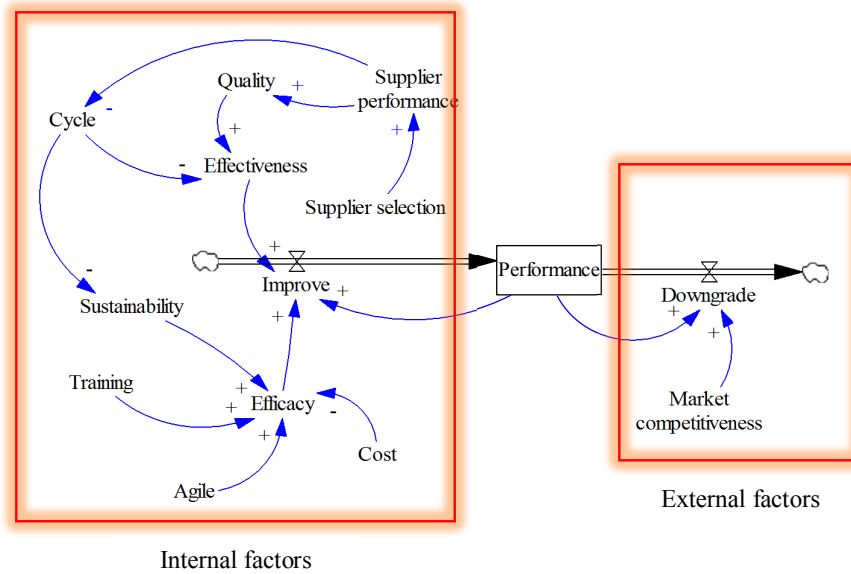 Quality
+
Supplier
performance
-
Cycle
+
+
-
Effectiveness
Supplier selection
+
-
Improve
+
Performance
Downgrade
+
+
Sustainability
+
Training
+
+
Efficacy
-
+
Market
competitiveness
Cost
Agile
External factors
Internal factors